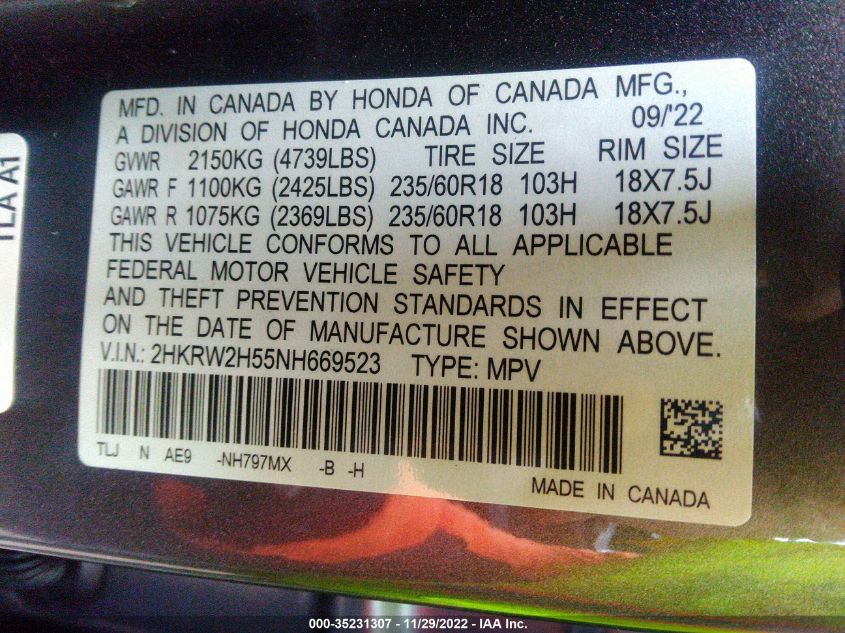 MFD. IN CANADA BY HONDA OF CANADA MFG.,
A DIVISION OF HONDA CANADA INC. 09/'22
GVWR 2150KG (4739LBS) TIRE SIZE RIM SIZE
GAWR F 1100KG (2425LBS) 235/60R18 103H 18X7.5J
GAWR R 1075KG (2369LBS) 235/60R18 103H 18X7.5J
THIS VEHICLE CONFORMS TO ALL APPLICABLE
FEDERAL MOTOR VEHICLE SAFETY
AND THEFT PREVENTION STANDARDS IN EFFECT
ON THE DATE OF MANUFACTURE SHOWN ABOVE.
V.I.N.: 2HKRW2H55NH669523 TYPE: MPV
TLJ N AE9 -NH797MX -B -H
MADE IN CANADA
TLA A1
000-35231307 - 11/29/2022 - IAA Inc.